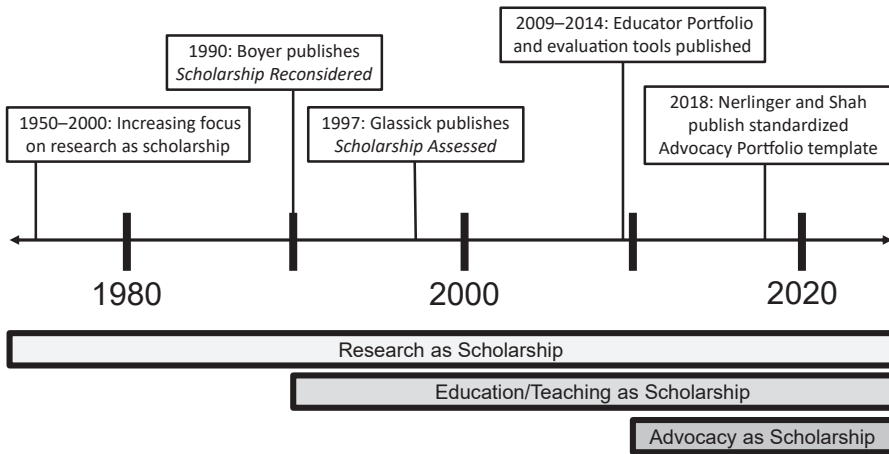 2009–2014: Educator Portfolio
and evaluation tools published
1990: Boyer publishes
Scholarship Reconsidered
2018: Nerlinger and Shah
publish standardized
Advocacy Portfolio template
1950–2000: Increasing focus
on research as scholarship
1997: Glassick publishes
Scholarship Assessed
1980
2000
2020
Research as Scholarship
Education/Teaching as Scholarship
Advocacy as Scholarship